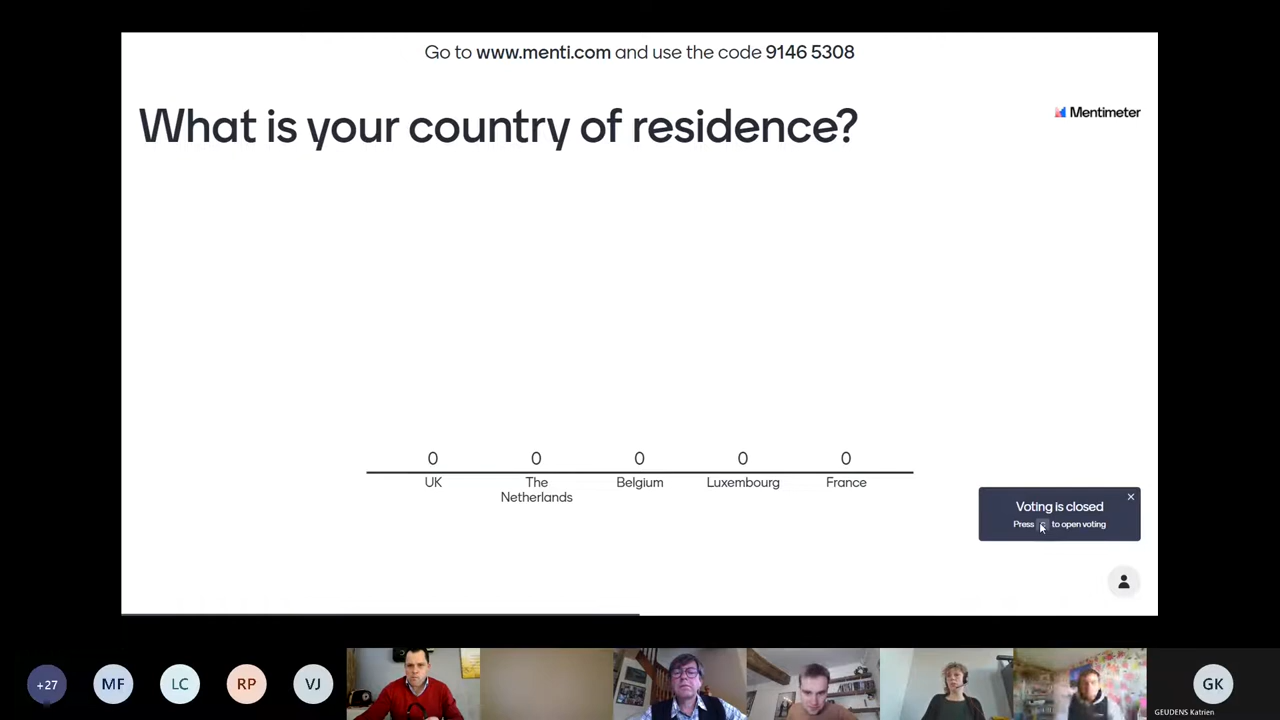 Go to www.menti.com and use the code 9146 5308
What is your country of residence?
Mentimeter
0 0 0 0 0
UK The Netherlands Belgium Luxembourg France
Voting is closed
Press to open voting
+27 MF LC RP VJ GK
GEUDENS Katrien